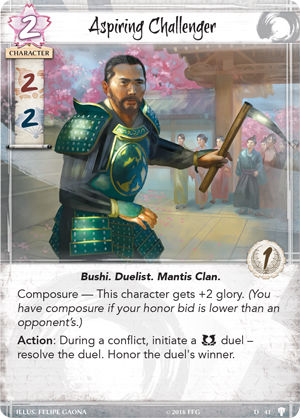 2
Aspiring Challenger
CHARACTER
2
2
1
Bushi. Duelist. Mantis Clan.
Composure — This character gets +2 glory. (You
have composure if your honor bid is lower than an
opponent's.)
Action: During a conflict, initiate a duel –
resolve the duel. Honor the duel's winner.
ILLUS. FELIPE GAONA
©2018 FFG
D 41